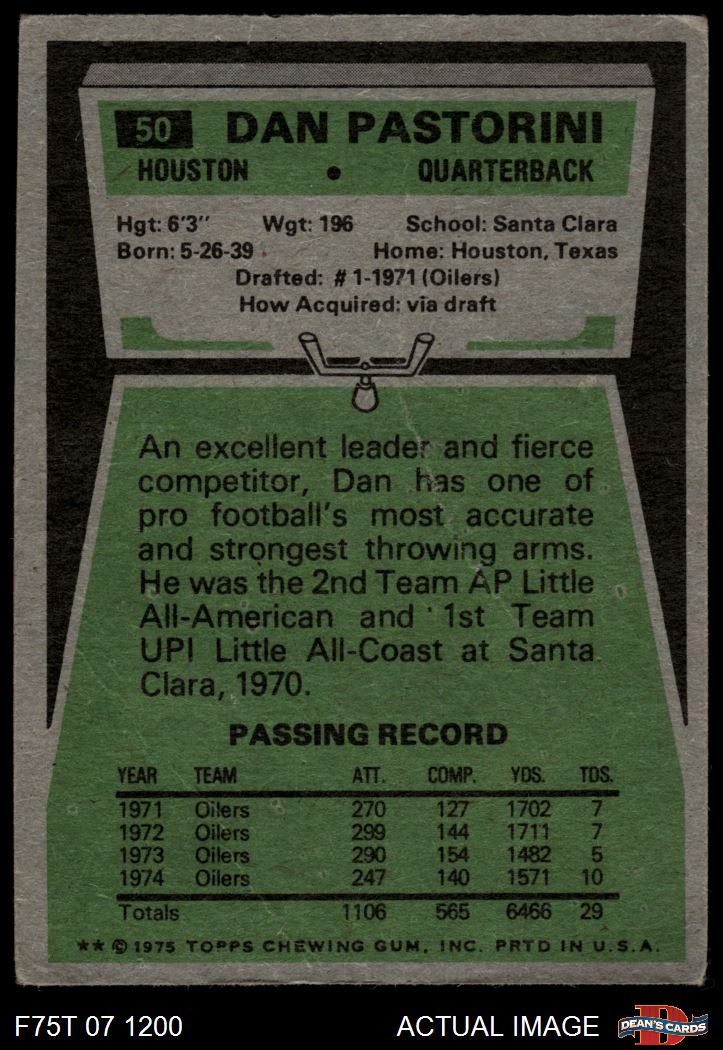 50 DAN PASTORINI
HOUSTON • QUARTERBACK
Hgt: 6'3" Wgt: 196 School: Santa Clara
Born: 5-26-39 Home: Houston, Texas
Drafted: #1-1971 (Oilers)
How Acquired: via draft
An excellent leader and fierce
competitor, Dan has one of
pro football's most accurate
and strongest throwing arms.
He was the 2nd Team AP Little
All-American and 1st Team
UPI Little All-Coast at Santa
Clara, 1970.
PASSING RECORD
YEAR TEAM ATT. COMP. YDS. TDS.
1971 Oilers 270 127 1702 7
1972 Oilers 299 144 1711 7
1973 Oilers 290 154 1482 5
1974 Oilers 247 140 1571 10
Totals 1106 565 6466 29
** © 1975 TOPPS CHEWING GUM, INC. PRTD IN U.S.A.
F75T 07 1200 ACTUAL IMAGE D DEAN'S CARDS